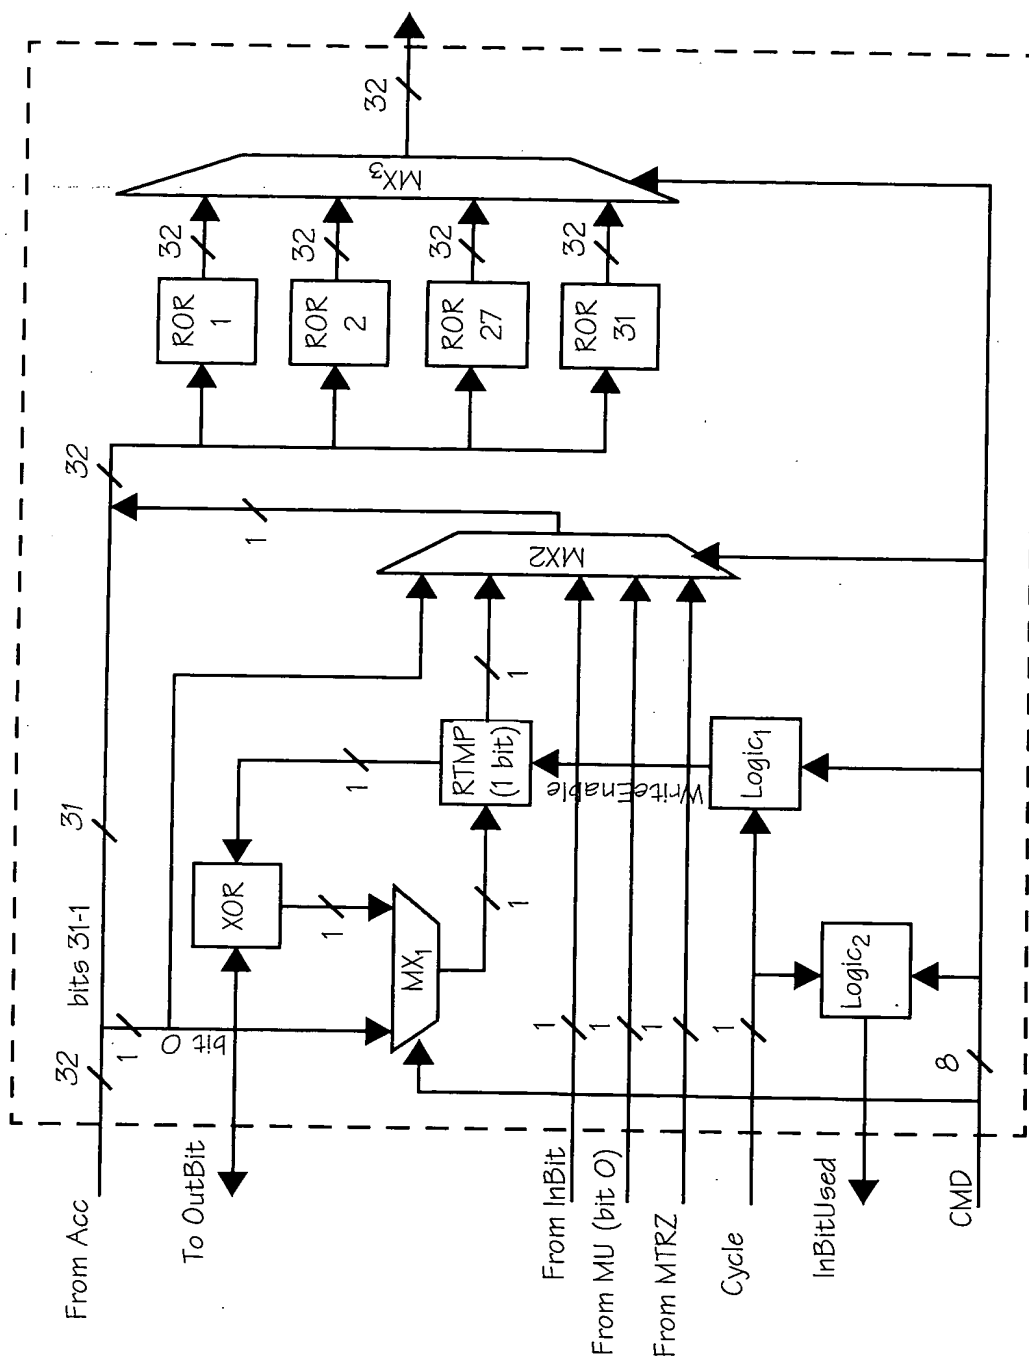 From Acc
32
bits 31-1
31
32
1
bit 0
To OutBit
XOR
1
1
1
MX₁
1
RTMP
(1 bit)
1
WriteEnable
MX2
From InBit
1
From MU (bit 0)
1
From MTRZ
1
Cycle
1
Logic₁
InBitUsed
Logic₂
CMD
8
ROR
1
32
ROR
2
32
ROR
27
32
ROR
31
32
MX₃
32